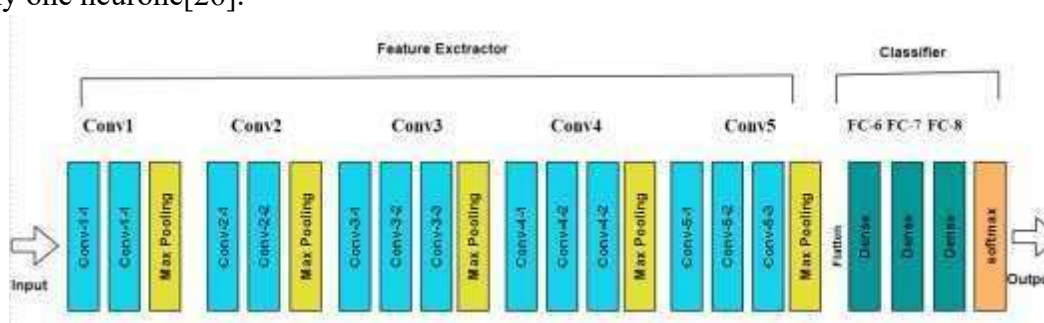 y one neurone[20].
Feature Exctractor
Classifier
Conv1 Conv2 Conv3 Conv4 Conv5 FC-6 FC-7 FC-8
Input
Conv-1-1
Conv-1-1
Max Pooling
Conv-2-1
Conv-2-2
Max Pooling
Conv-3-1
Conv-3-2
Conv-3-3
Max Pooling
Conv-4-1
Conv-4-2
Conv-4-2
Max Pooling
Conv-5-1
Conv-5-2
Conv-5-3
Max Pooling
Flatten
Dense
Dense
Dense
softmax
Outpu